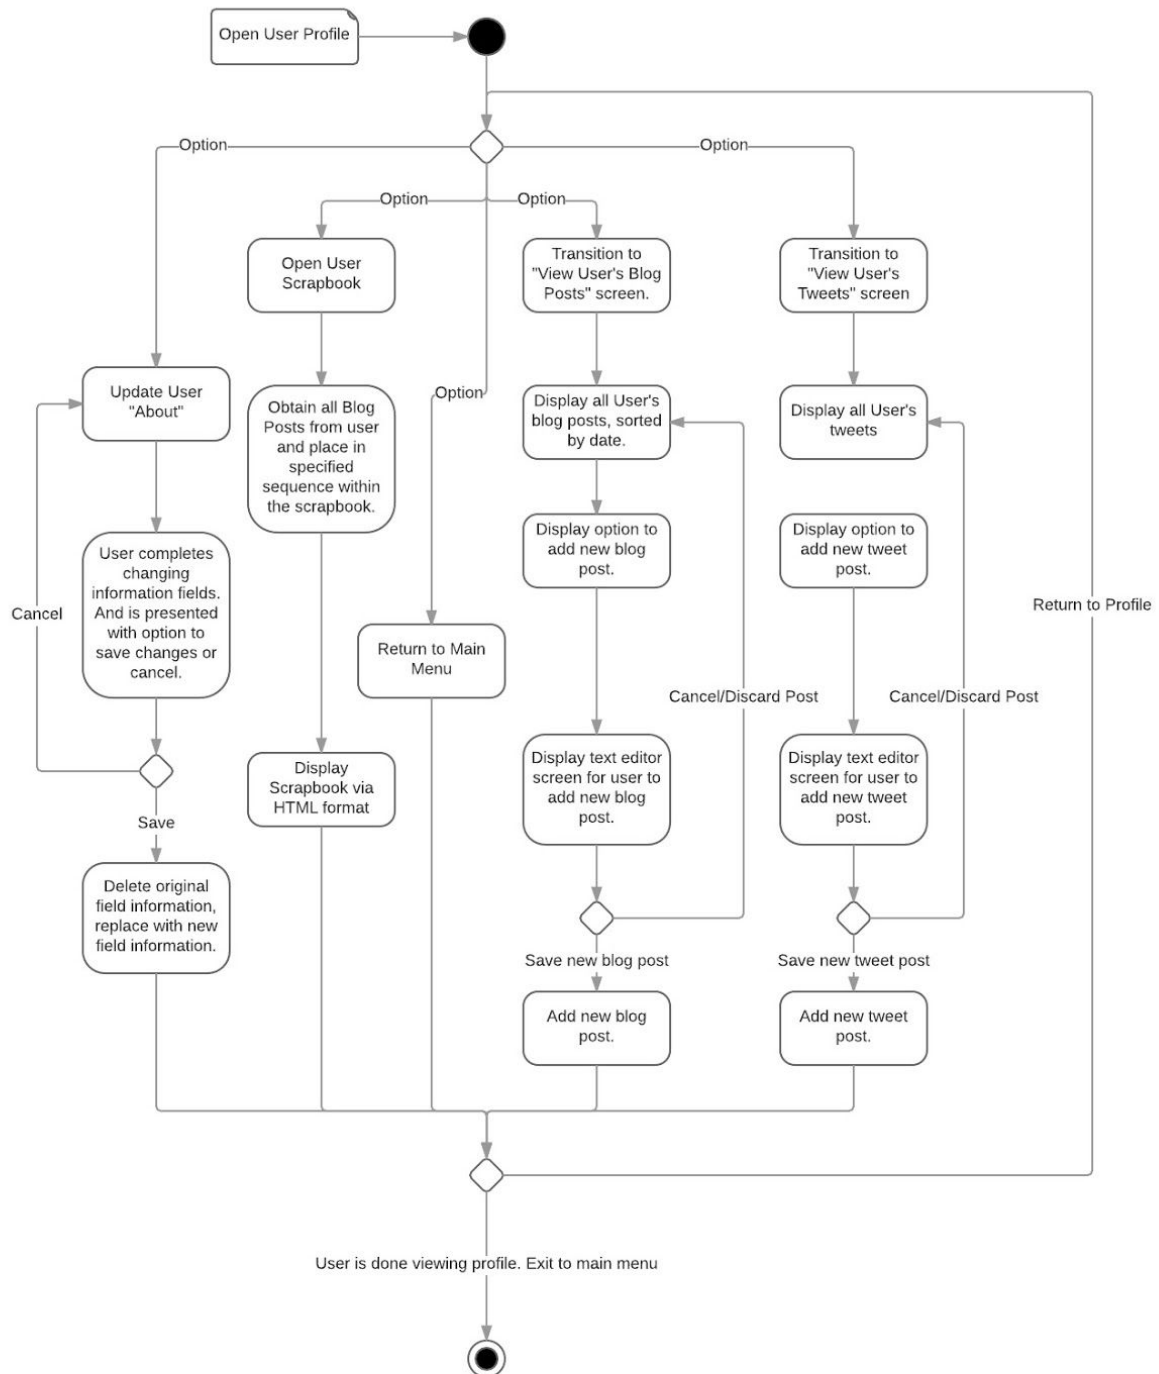 Open User Profile
Option
Option
Option
Option
Open User
Scrapbook
Transition to
"View User's Blog
Posts" screen.
Transition to
"View User's
Tweets" screen
Update User
"About"
Option
Obtain all Blog
Posts from user
and place in
specified
sequence within
the scrapbook.
Display all User's
blog posts, sorted
by date.
Display all User's
tweets
User completes
changing
information fields.
And is presented
with option to
save changes or
cancel.
Display option to
add new blog
post.
Display option to
add new tweet
post.
Cancel
Return to Profile
Return to Main
Menu
Cancel/Discard Post
Cancel/Discard Post
Display
Scrapbook via
HTML format
Display text editor
screen for user to
add new blog
post.
Display text editor
screen for user to
add new tweet
post.
Save
Delete original
field information,
replace with new
field information.
Save new blog post
Save new tweet post
Add new blog
post.
Add new tweet
post.
User is done viewing profile. Exit to main menu